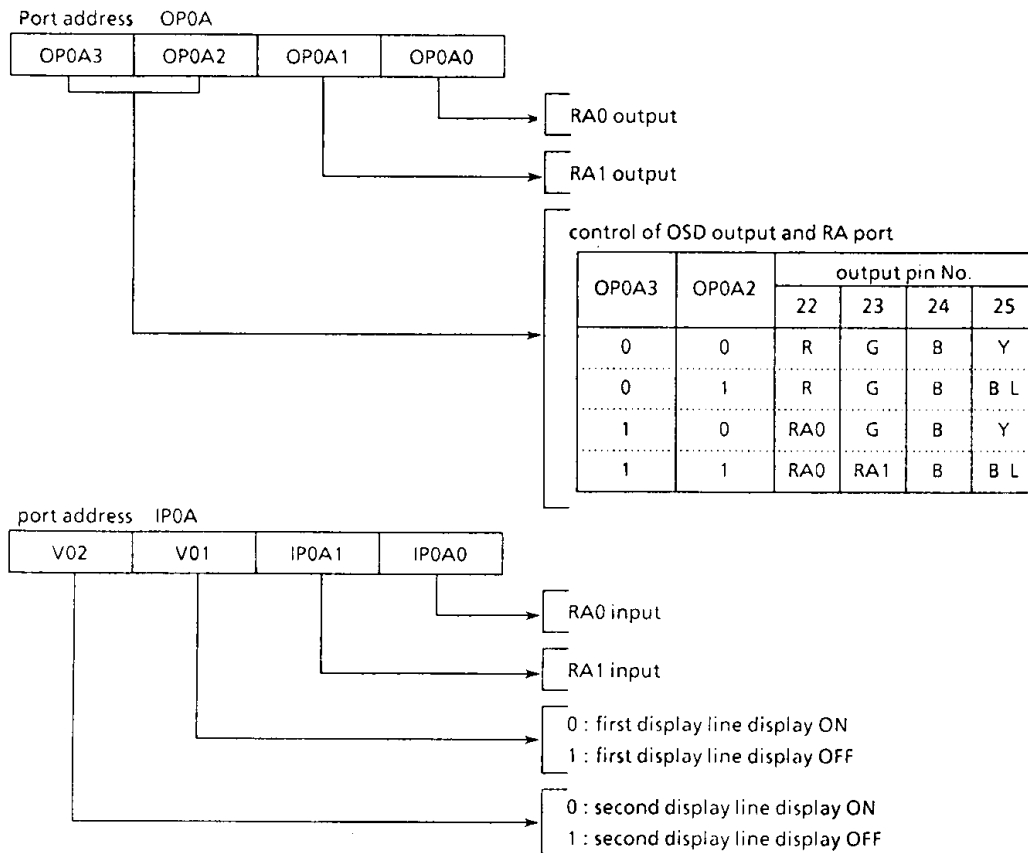 Port address OP0A
OP0A3 OP0A2 OP0A1 OP0A0
RA0 output
RA1 output
control of OSD output and RA port
OP0A3 OP0A2 output pin No.
22 23 24 25
0 0 R G B Y
0 1 R G B B L
1 0 RA0 G B Y
1 1 RA0 RA1 B B L
port address IP0A
V02 V01 IP0A1 IP0A0
RA0 input
RA1 input
0 : first display line display ON
1 : first display line display OFF
0 : second display line display ON
1 : second display line display OFF